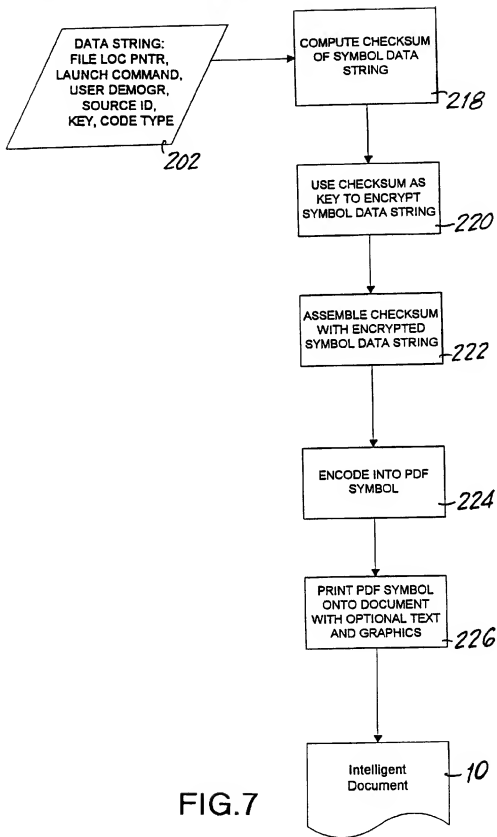 DATA STRING:
FILE LOC PNTR,
LAUNCH COMMAND,
USER DEMOGR,
SOURCE ID,
KEY, CODE TYPE
202
COMPUTE CHECKSUM
OF SYMBOL DATA
STRING
218
USE CHECKSUM AS
KEY TO ENCRYPT
SYMBOL DATA STRING
220
ASSEMBLE CHECKSUM
WITH ENCRYPTED
SYMBOL DATA STRING
222
ENCODE INTO PDF
SYMBOL
224
PRINT PDF SYMBOL
ONTO DOCUMENT
WITH OPTIONAL TEXT
AND GRAPHICS
226
Intelligent
Document
10
FIG.7